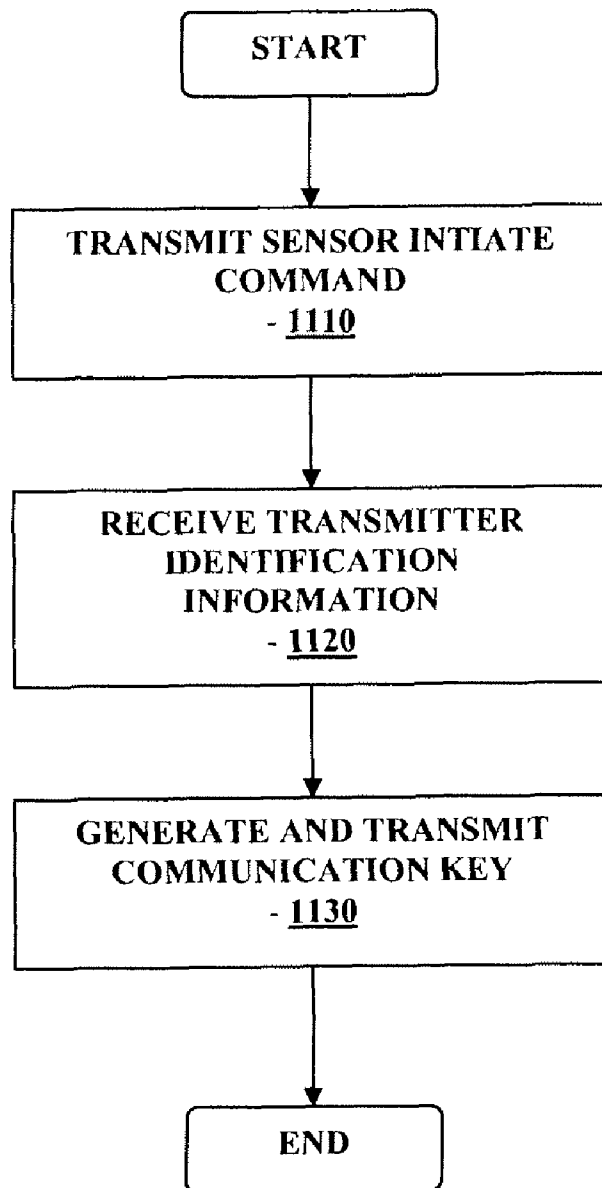 START
TRANSMIT SENSOR INTIATE
COMMAND
- 1110
RECEIVE TRANSMITTER
IDENTIFICATION
INFORMATION
- 1120
GENERATE AND TRANSMIT
COMMUNICATION KEY
- 1130
END